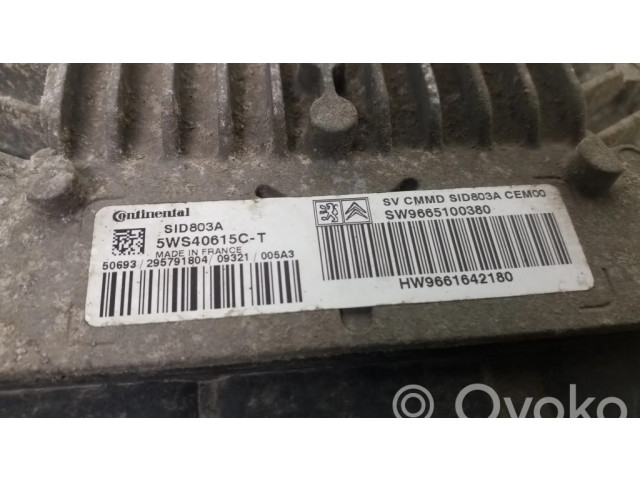 Continental
SID803A
5WS40615C-T
MADE IN FRANCE
50693 / 295791804 / 09321 / 005A3
SV CMMD SID803A CEM00
SW9665100380
HW9661642180
Ovoko